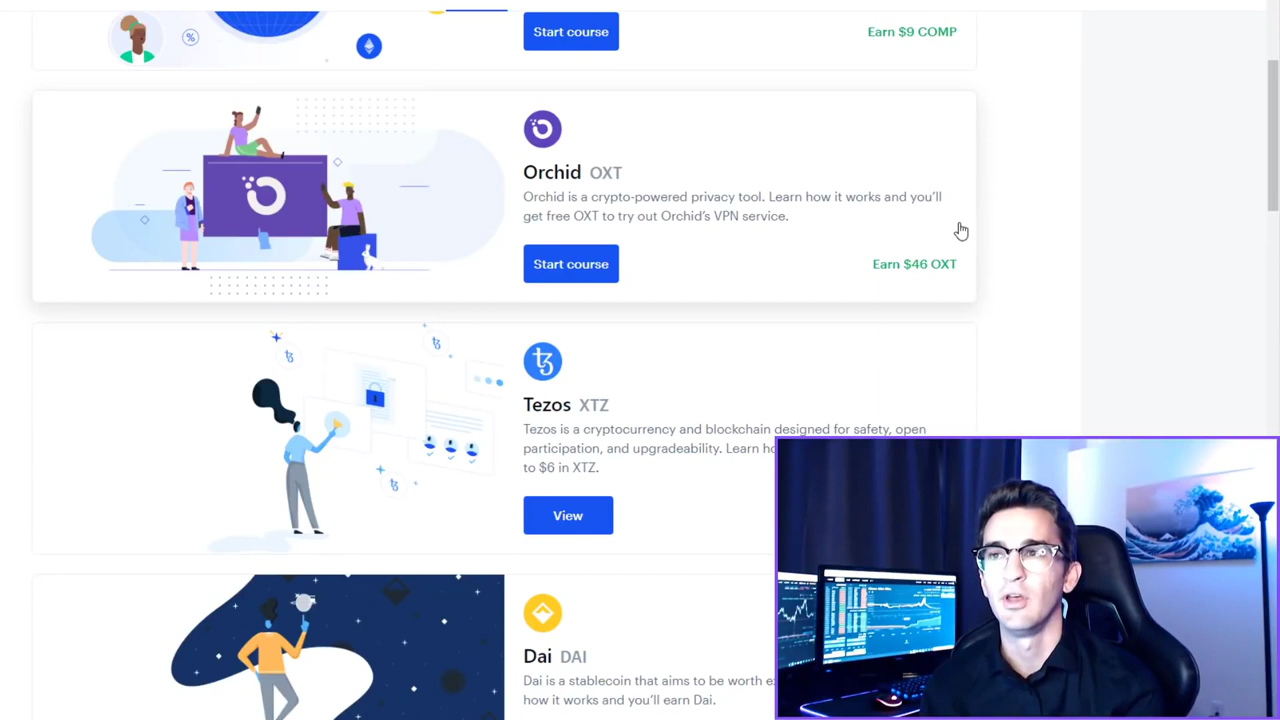 Start course
Earn $9 COMP
Orchid OXT
Orchid is a crypto-powered privacy tool. Learn how it works and you'll
get free OXT to try out Orchid's VPN service.
Start course
Earn $46 OXT
Tezos XTZ
Tezos is a cryptocurrency and blockchain designed for safety, open
participation, and upgradeability. Learn
to $6 in XTZ.
View
Dai DAI
Dai is a stablecoin that aims to be worth
how it works and you'll earn Dai.